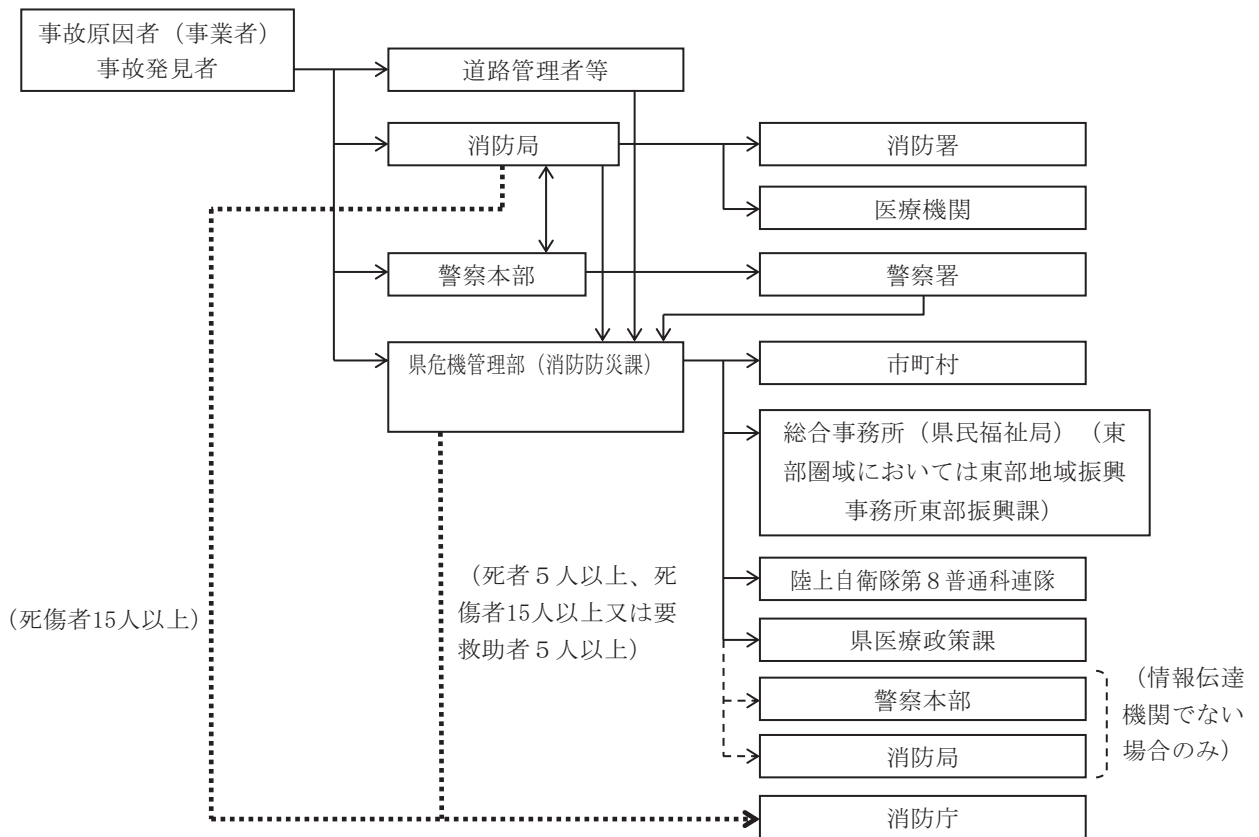 事故原因者（事業者）
事故発見者
道路管理者等
消防局
消防署
医療機関
警察本部
警察署
県危機管理部（消防防災課）
市町村
総合事務所（県民福祉局）（東
部圏域においては東部地域振興
事務所東部振興課）
（死者５人以上、死
傷者15人以上又は要
救助者５人以上）
（死傷者15人以上）
陸上自衛隊第８普通科連隊
県医療政策課
警察本部
消防局
（情報伝達
機関でない
場合のみ）
消防庁